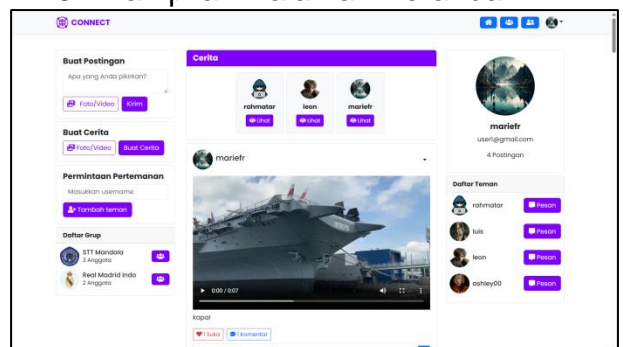 CONNECT
Buat Postingan
Apa yang Anda pikirkan?
Foto/Video Kirim
Buat Cerita
Foto/Video Buat Cerita
Permintaan Pertemanan
Masukkan username
Tambah teman
Daftar Grup
STT Mandala
3 Anggota
Real Madrid Indo
2 Anggota
Cerita
rahmatar leon mariefr
Lihat Lihat Lihat
mariefr
0:00 / 0:07
kapal
1 Suka 1 Komentar
mariefr
user1@gmail.com
4 Postingan
Daftar Teman
rahmatar Pesan
luis Pesan
leon Pesan
ashley00 Pesan